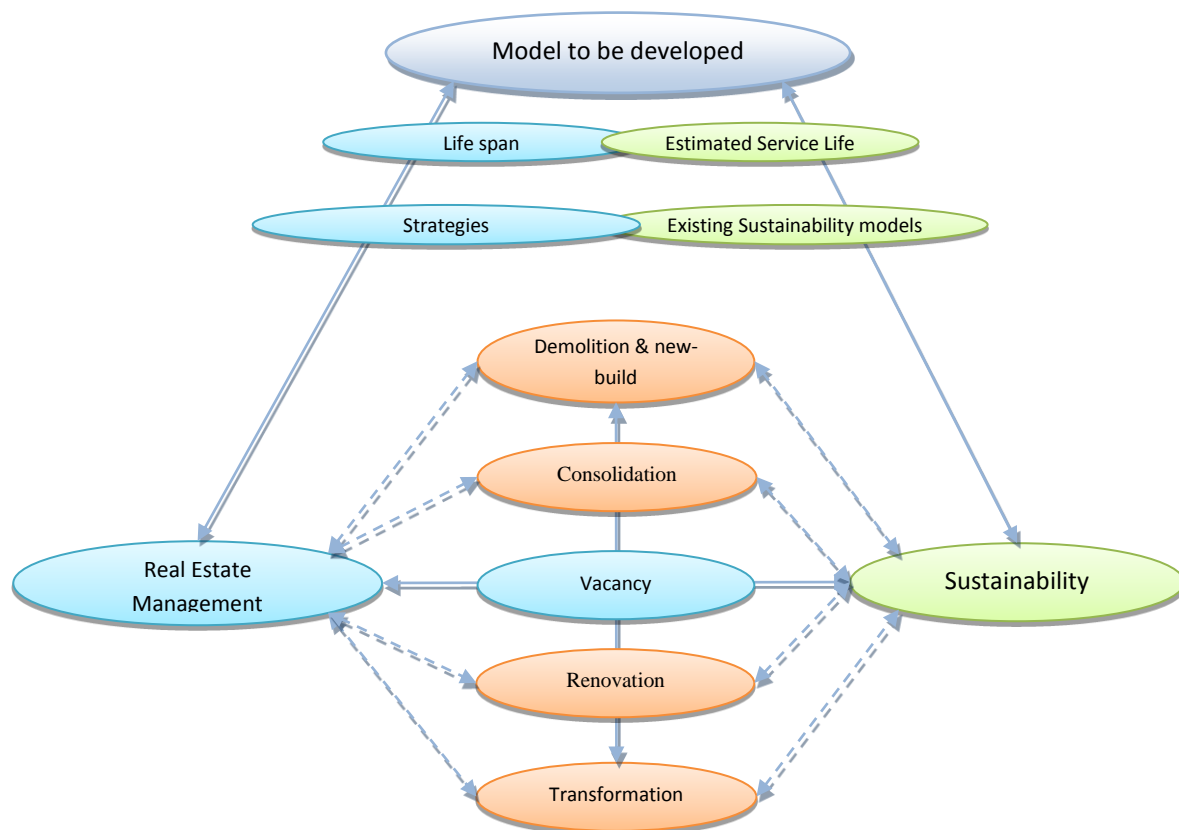 Model to be developed
Life span
Estimated Service Life
Strategies
Existing Sustainability models
Demolition & new-
build
Consolidation
Real Estate
Management
Vacancy
Sustainability
Renovation
Transformation